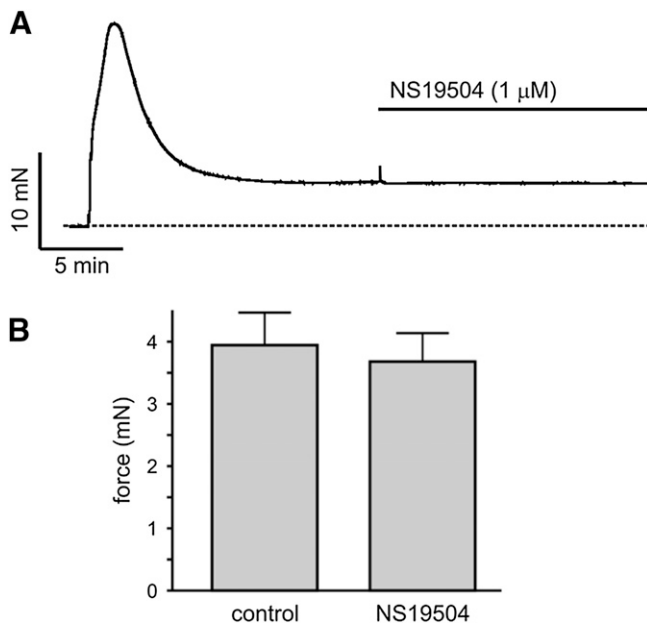 A
NS19504 (1 μM)
10 mN
5 min
B
force (mN)
4
3
2
1
0
control
NS19504